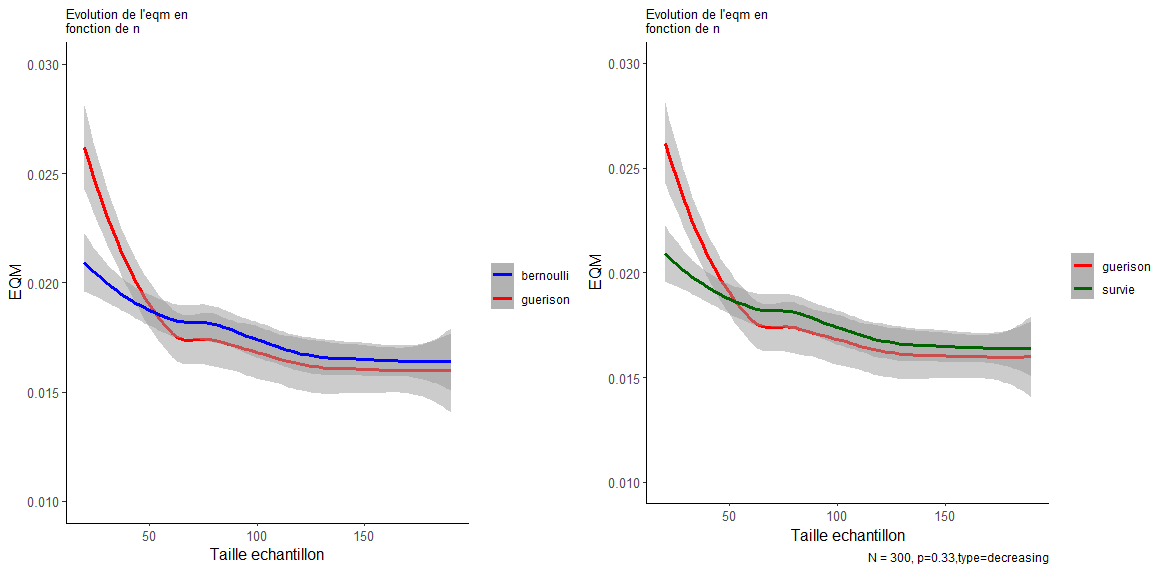 Evolution de l'eqm en
fonction de n
0.030
0.025
0.020
0.015
0.010
EQM
50
100
150
Taille echantillon
bernoulli
guerison
Evolution de l'eqm en
fonction de n
0.030
0.025
0.020
0.015
0.010
EQM
50
100
150
Taille echantillon
N = 300, p=0.33,type=decreasing
guerison
survie